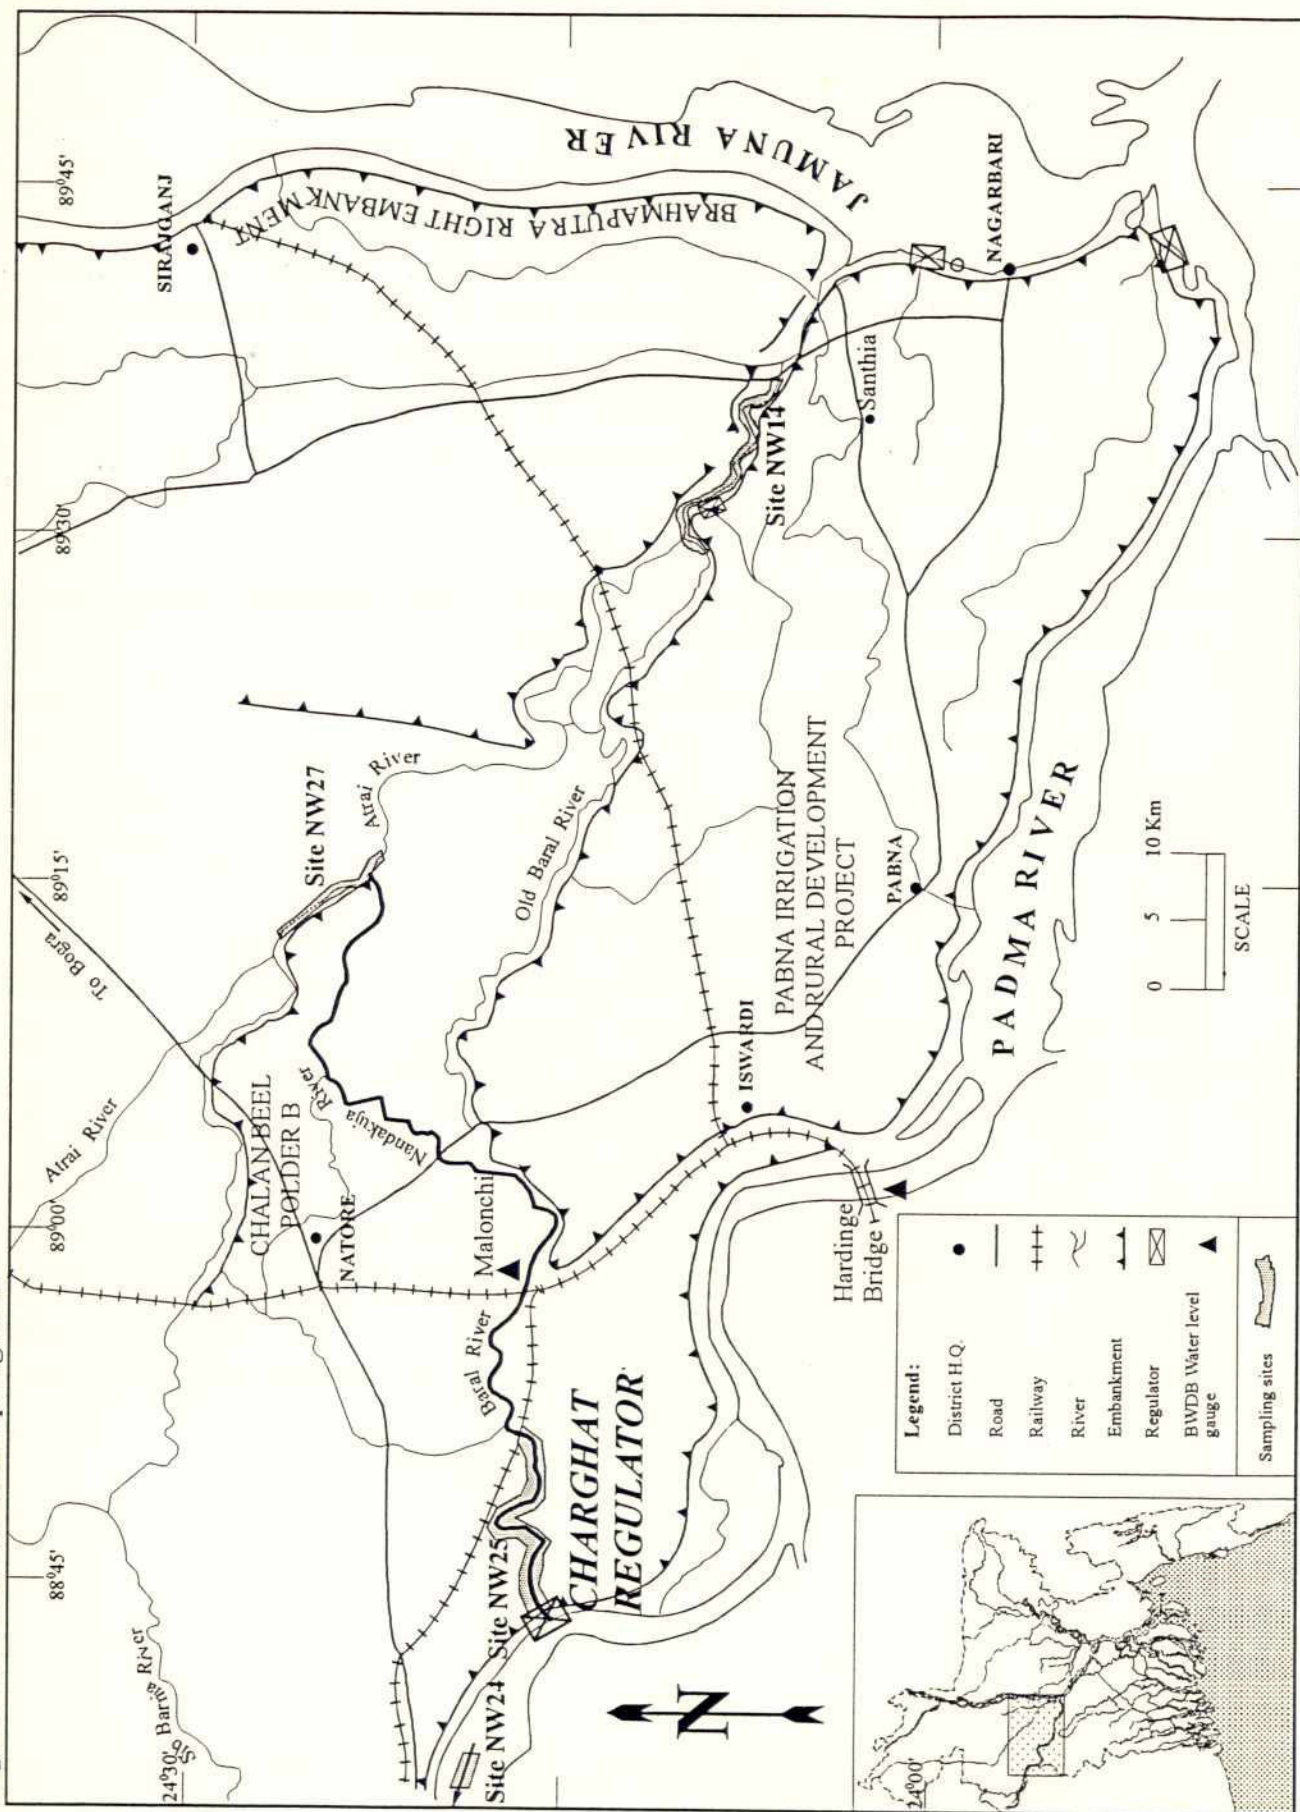 88°45'
89°00'
89°15'
89°30'
89°45'
24°30'
24°00'
Sib Barnai River
Atrai River
To Bogra
SIRAJGANJ
CHALAN BEEL
POLDER B
NATORE
Nandakuja River
Site NW27
Atrai River
BRAHMAPUTRA RIGHT EMBANKMENT
JAMUNA RIVER
Baral River
Malonchi
Old Baral River
Site NW24
Site NW25
CHARGHAT
REGULATOR
Site NW14
Santhia
ISWARDI
PABNA IRRIGATION
AND RURAL DEVELOPMENT
PROJECT
PABNA
NAGARBARI
Hardinge
Bridge
PADMA RIVER
N
Legend:
District H.Q.
Road
Railway
River
Embankment
Regulator
BWDB Water level
gauge
Sampling sites
0 5 10 Km
SCALE